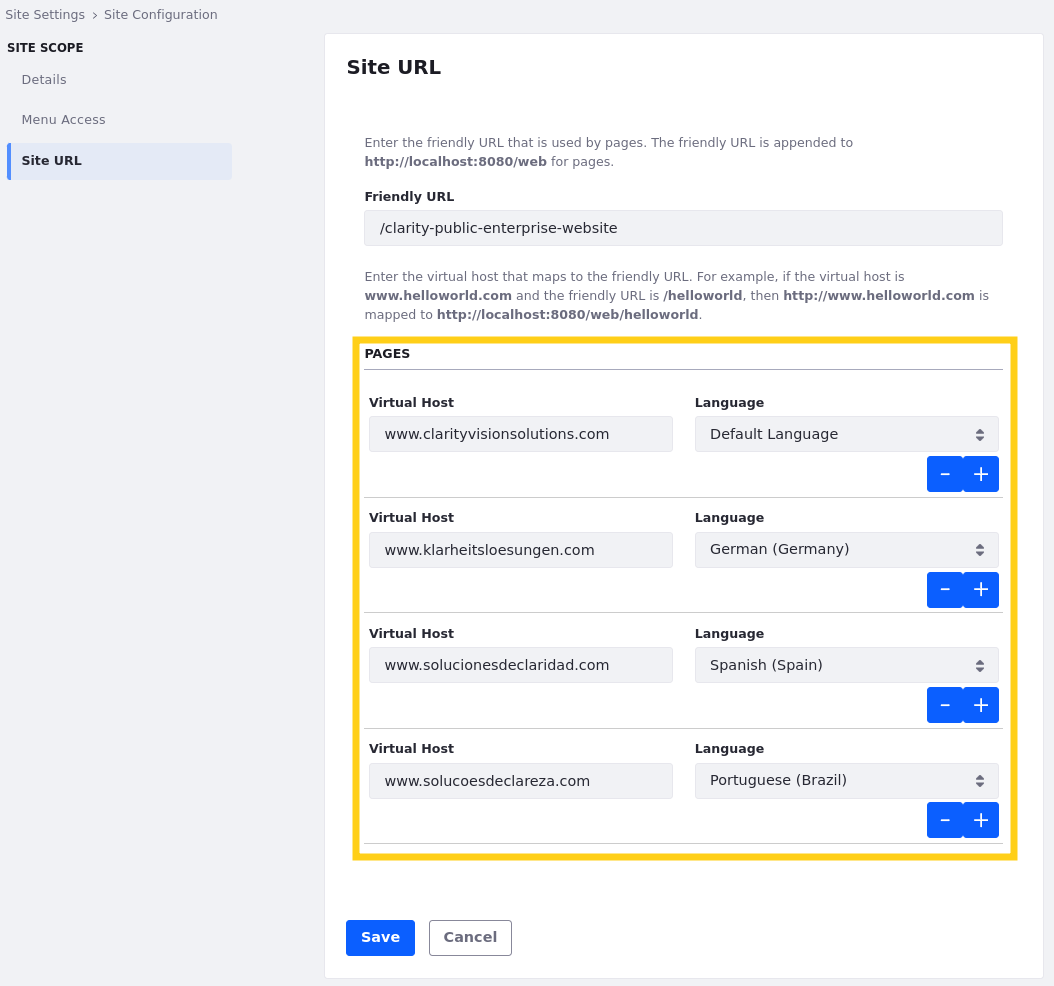 Site Settings > Site Configuration
SITE SCOPE
Details
Menu Access
Site URL
Site URL
Enter the friendly URL that is used by pages. The friendly URL is appended to
http://localhost:8080/web for pages.
Friendly URL
/clarity-public-enterprise-website
Enter the virtual host that maps to the friendly URL. For example, if the virtual host is
www.helloworld.com and the friendly URL is /helloworld, then http://www.helloworld.com is
mapped to http://localhost:8080/web/helloworld.
PAGES
Virtual Host Language
www.clarityvisionsolutions.com Default Language
– +
Virtual Host Language
www.klarheitsloesungen.com German (Germany)
– +
Virtual Host Language
www.solucionesdeclaridad.com Spanish (Spain)
– +
Virtual Host Language
www.solucoesdeclareza.com Portuguese (Brazil)
– +
Save Cancel